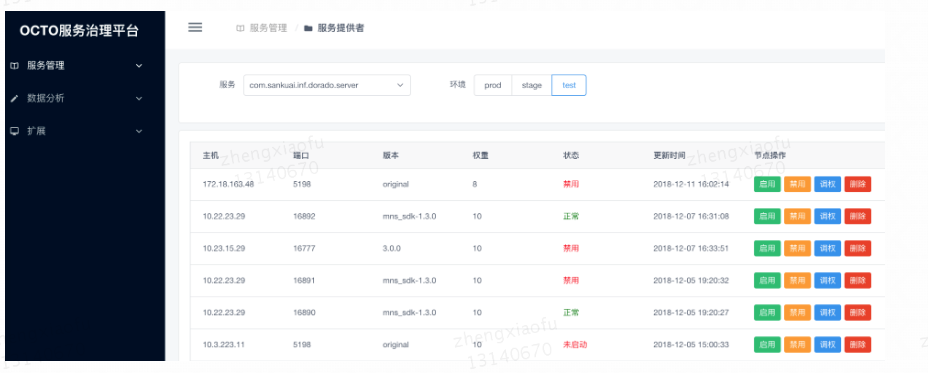 OCTO服务治理平台
服务管理 / 服务提供者
服务管理
数据分析
扩展
服务 com.sankuai.inf.dorado.server 环境 prod stage test
主机 端口 版本 权重 状态 更新时间 节点操作
172.18.163.48 5198 original 8 禁用 2018-12-11 16:02:14 启用 禁用 调权 删除
10.22.23.29 16892 mns_sdk-1.3.0 10 正常 2018-12-07 16:31:08 启用 禁用 调权 删除
10.23.15.29 16777 3.0.0 10 禁用 2018-12-07 16:33:51 启用 禁用 调权 删除
10.22.23.29 16891 mns_sdk-1.3.0 10 禁用 2018-12-05 19:20:32 启用 禁用 调权 删除
10.22.23.29 16890 mns_sdk-1.3.0 10 正常 2018-12-05 19:20:27 启用 禁用 调权 删除
10.3.223.11 5198 original 10 未启动 2018-12-05 15:00:33 启用 禁用 调权 删除
zhengxiaofu
13140670
zhengxiaofu
13140670
zhengxiaofu
13140670